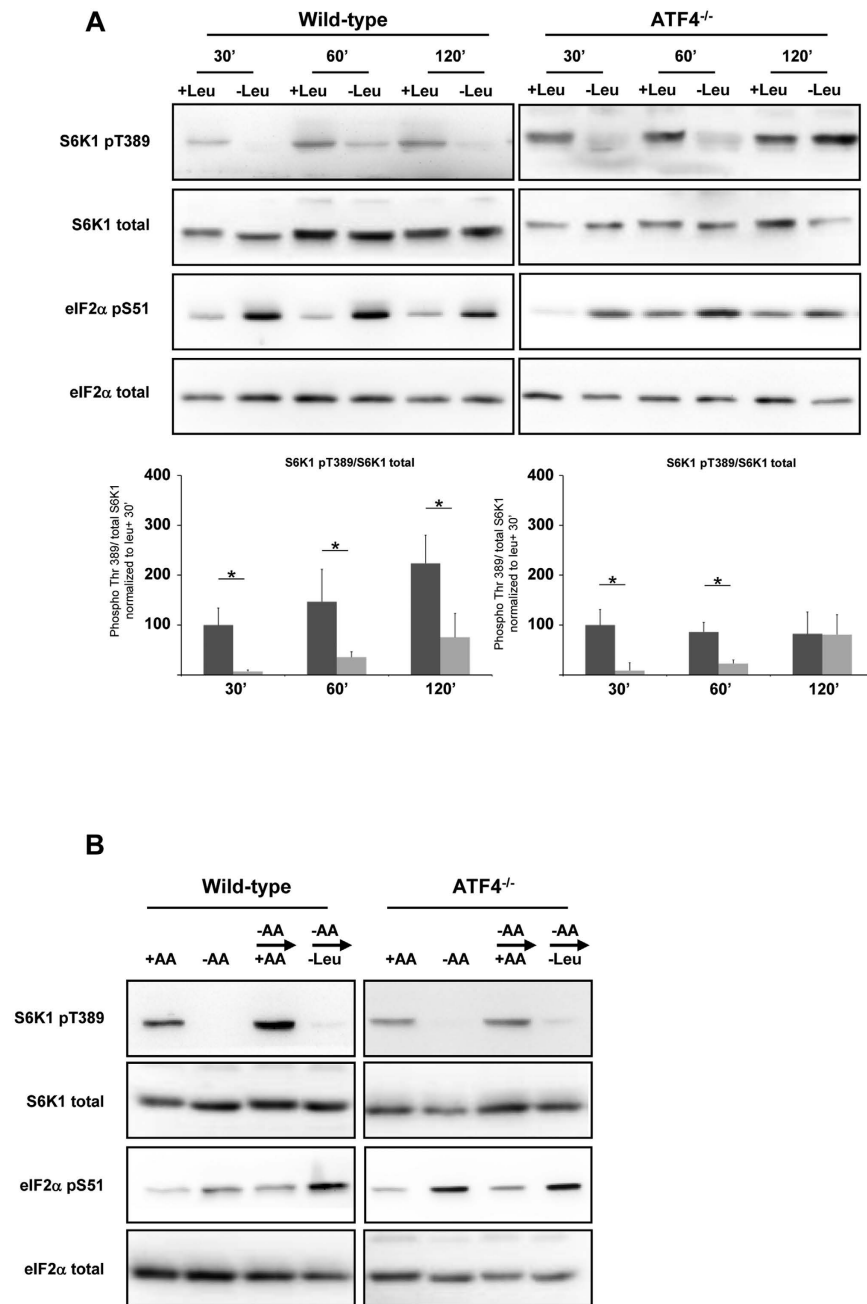 A
Wild-type ATF4-/-
30' 60' 120' 30' 60' 120'
+Leu -Leu +Leu -Leu +Leu -Leu +Leu -Leu +Leu -Leu +Leu -Leu
S6K1 pT389
S6K1 total
eIF2α pS51
eIF2α total
S6K1 pT389/S6K1 total S6K1 pT389/S6K1 total
Phospho Thr 389/ total S6K1
normalized to leu+ 30'
400
300
200
100
* * *
30' 60' 120'
Phospho Thr 389/ total S6K1
normalized to leu+ 30'
400
300
200
100
* *
30' 60' 120'
B
Wild-type ATF4-/-
-AA -AA -AA -AA
+AA -AA +AA -Leu +AA -AA +AA -Leu
S6K1 pT389
S6K1 total
eIF2α pS51
eIF2α total